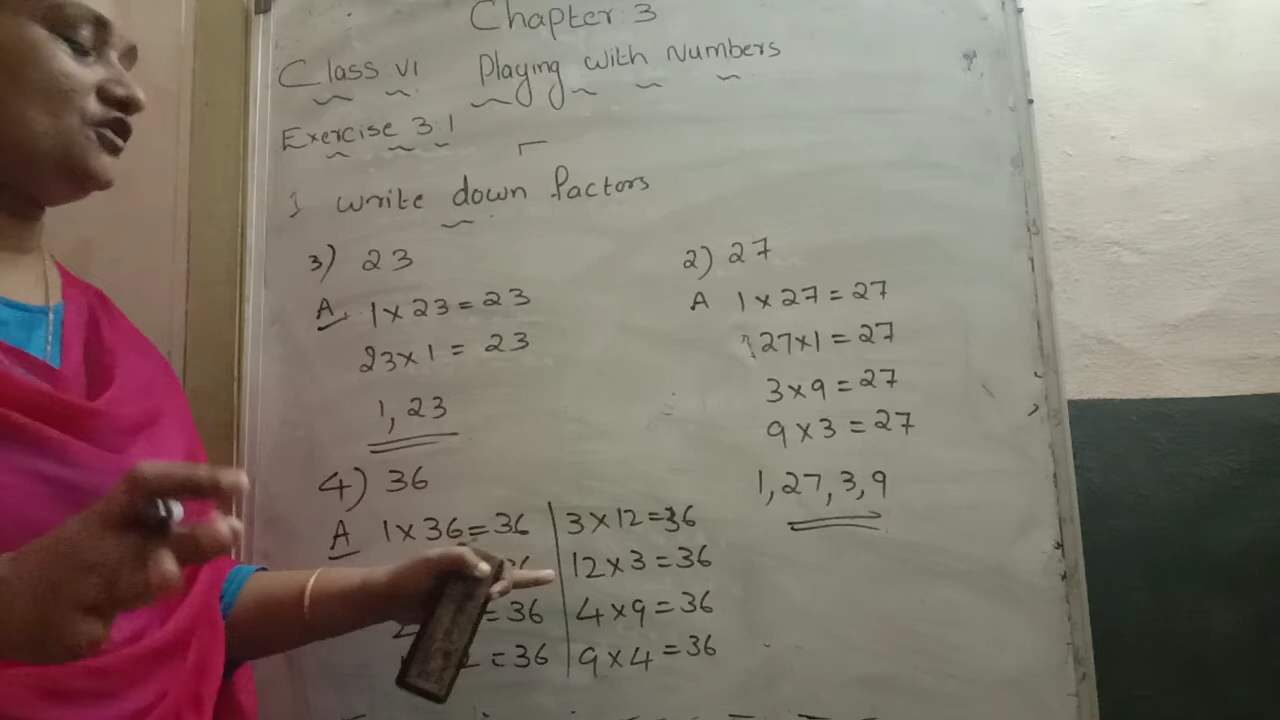 Chapter 3
Class VI Playing with Numbers
Exercise 3.1
I write down factors
3) 23
A 1 x 23 = 23
23 x 1 = 23
1, 23
4) 36
A 1 x 36 = 36
= 36
= 36
3 x 12 = 36
12 x 3 = 36
4 x 9 = 36
9 x 4 = 36
2) 27
A 1 x 27 = 27
27 x 1 = 27
3 x 9 = 27
9 x 3 = 27
1, 27, 3, 9